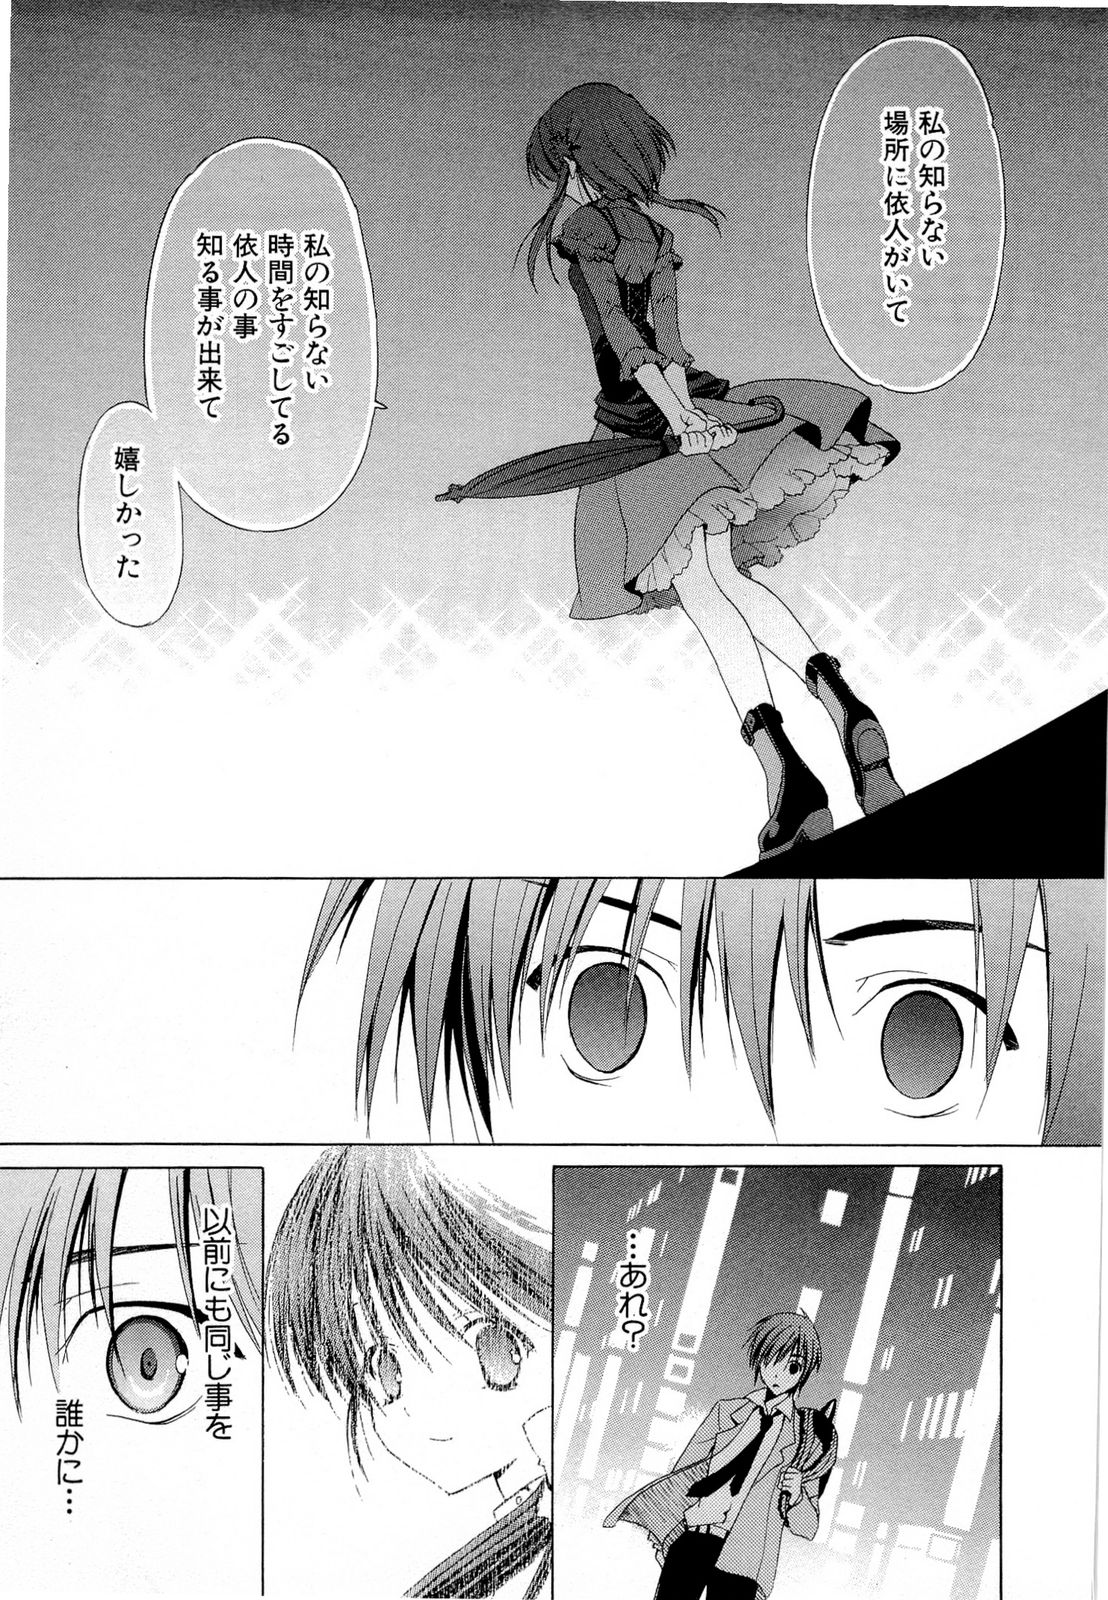 私の知らない
場所に依人がいて
私の知らない
時間をすごしてる
依人の事
知る事が出来て
嬉しかった
…あれ？
以前にも同じ事を
誰かに…